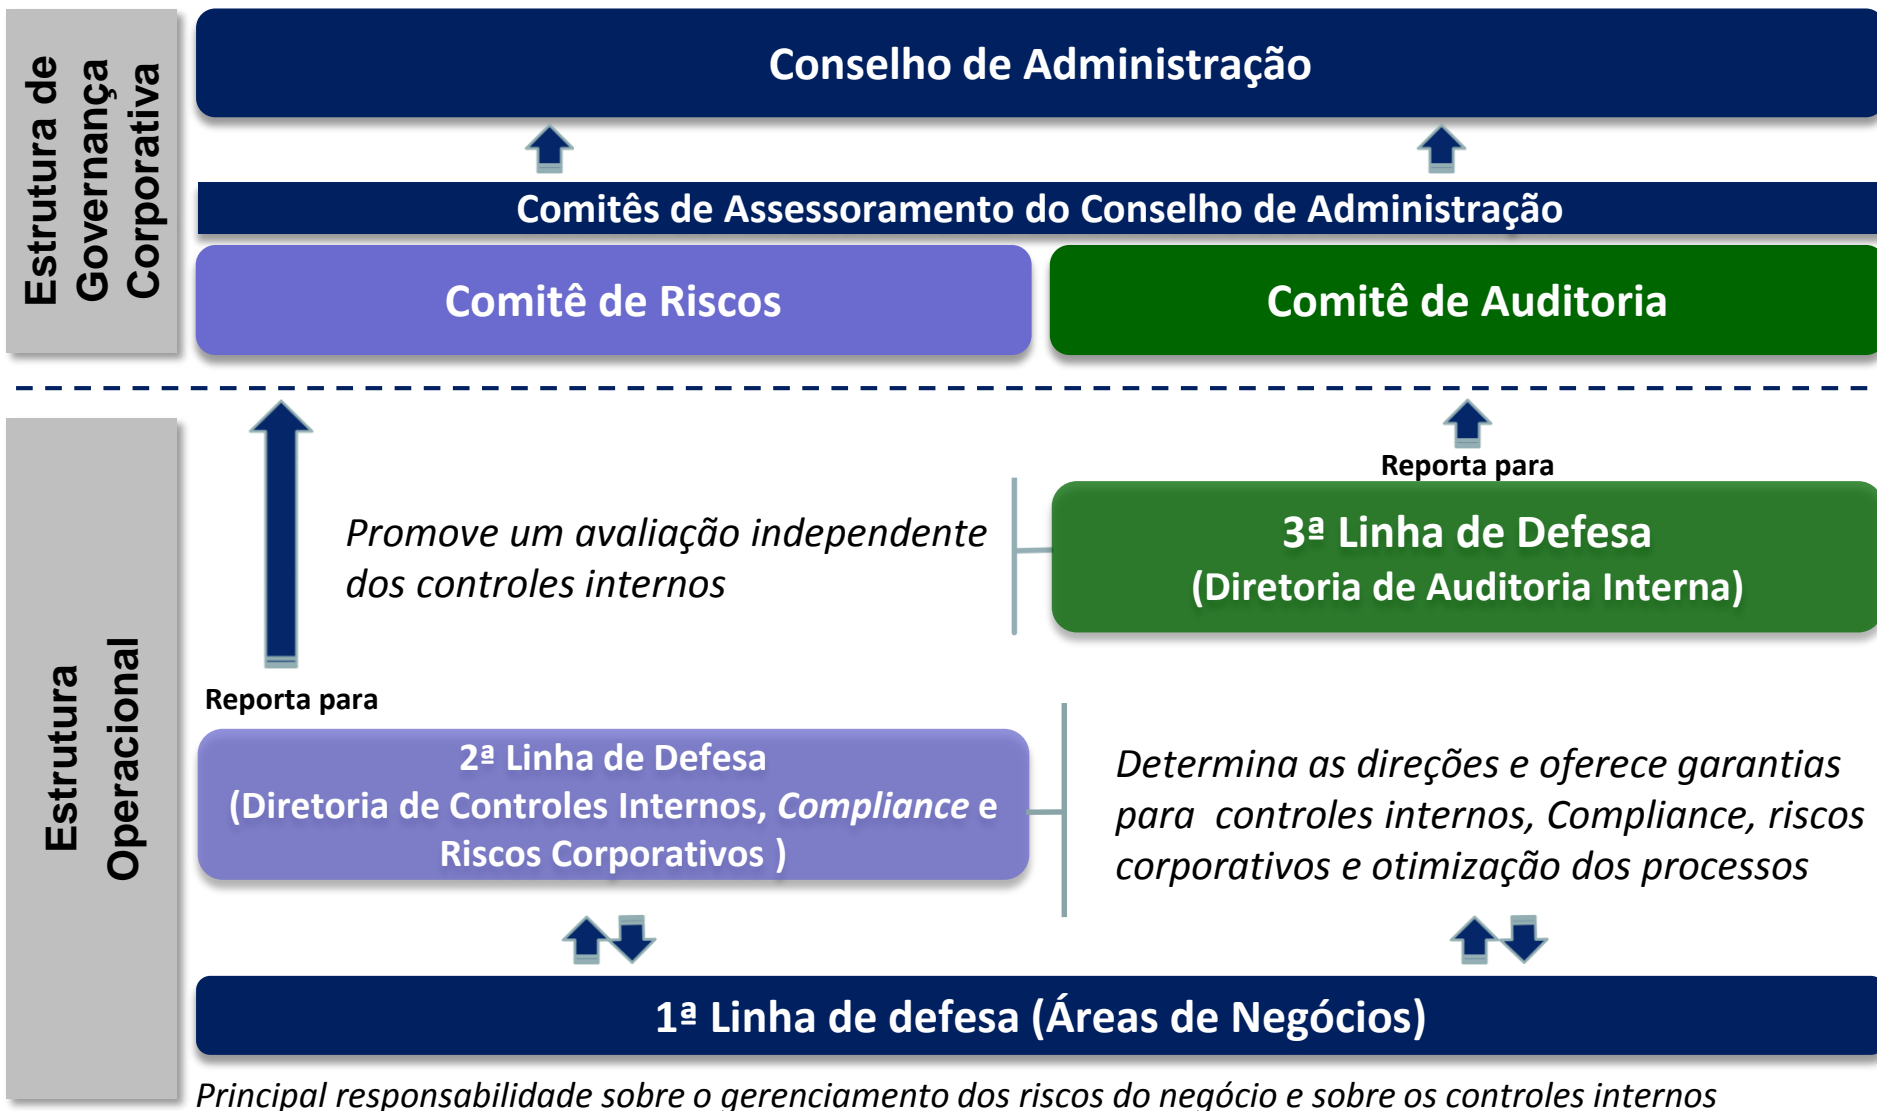 Estrutura de
Governança
Corporativa
Conselho de Administração
Comitês de Assessoramento do Conselho de Administração
Comitê de Riscos
Comitê de Auditoria
Estrutura
Operacional
Reporta para
3ª Linha de Defesa
(Diretoria de Auditoria Interna)
Promove um avaliação independente
dos controles internos
Reporta para
2ª Linha de Defesa
(Diretoria de Controles Internos, Compliance e
Riscos Corporativos )
Determina as direções e oferece garantias
para  controles internos, Compliance, riscos
corporativos e otimização dos processos
1ª Linha de defesa (Áreas de Negócios)
Principal responsabilidade sobre o gerenciamento dos riscos do negócio e sobre os controles internos